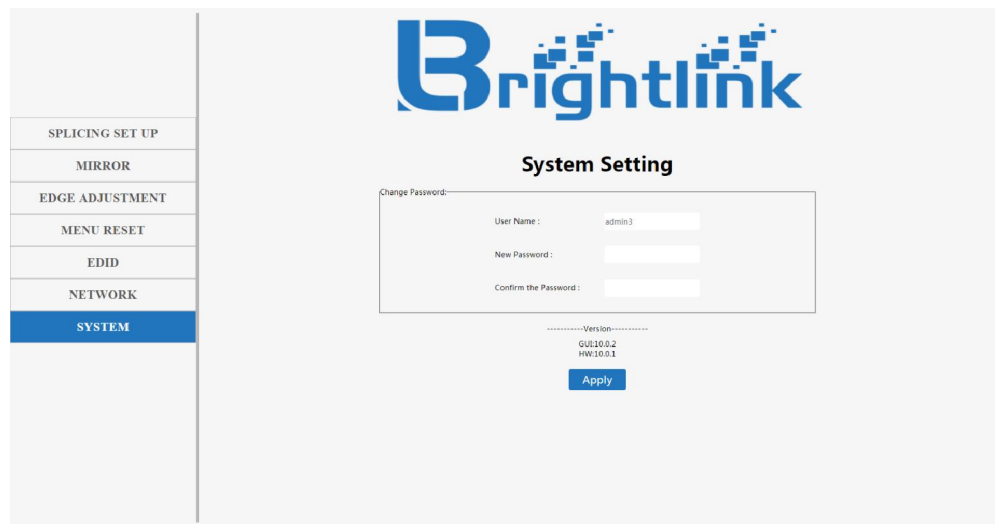 Brightlink
SPLICING SET UP
MIRROR
EDGE ADJUSTMENT
MENU RESET
EDID
NETWORK
SYSTEM
System Setting
Change Password:
User Name : admin3
New Password :
Confirm the Password :
-----------Version-----------
GUI:10.0.2
HW:10.0.1
Apply